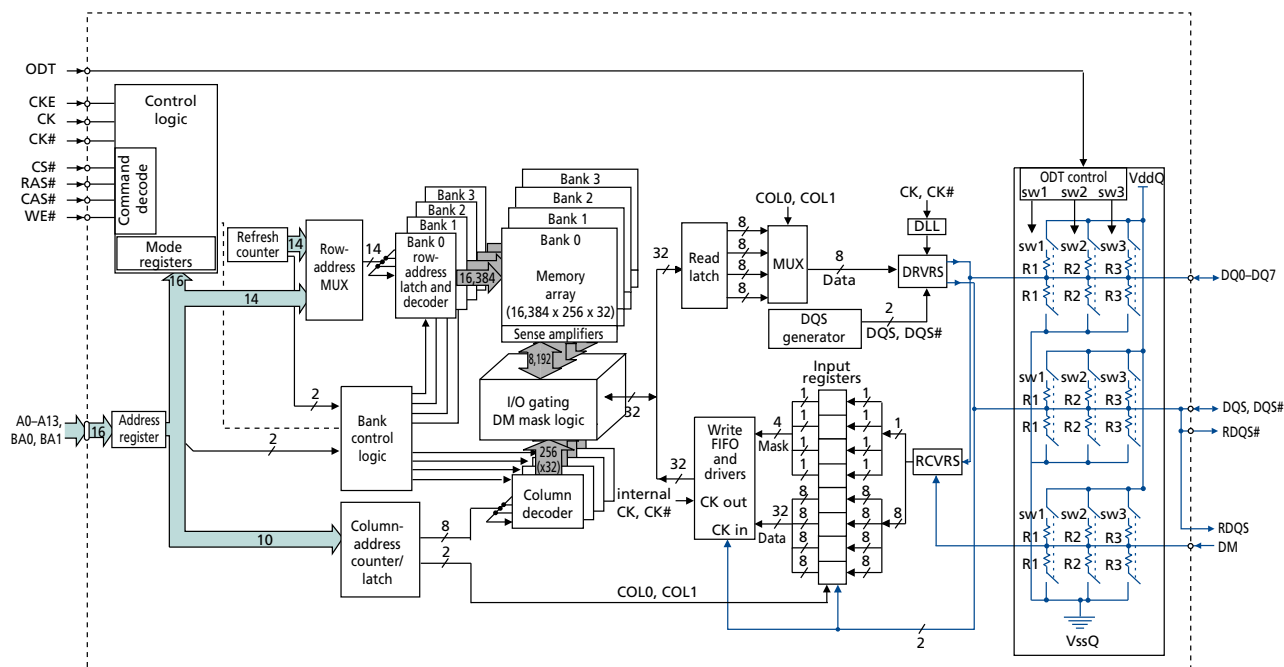 ODT
CKE
CK
CK#
CS#
RAS#
CAS#
WE#
Control
logic
Command
decode
Mode
registers
16
Refresh
counter
14
14
Row-
address
MUX
14
Bank 3
Bank 2
Bank 1
Bank 0
row-
address
latch and
decoder
16,384
Bank 3
Bank 2
Bank 1
Bank 0
Memory
array
(16,384 x 256 x 32)
Sense amplifiers
8,192
I/O gating
DM mask logic
32
256
(x32)
Column
decoder
2
2
Bank
control
logic
A0–A13,
BA0, BA1
16
Address
register
10
Column-
address
counter/
latch
8
2
COL0, COL1
32
Read
latch
8
8
8
8
COL0, COL1
MUX
8
Data
CK, CK#
DLL
DRVRS
DQS
generator
2
DQS, DQS#
32
internal
CK, CK#
Write
FIFO
and
drivers
CK out
CK in
4
Mask
32
Data
Input
registers
1
1
1
1
8
8
8
8
1
1
1
1
8
8
8
8
1
8
RCVRS
2
ODT control
sw1
sw2
sw3
VddQ
sw1
sw2
sw3
R1
R2
R3
R1
R2
R3
sw1
sw2
sw3
R1
R2
R3
R1
R2
R3
sw1
sw2
sw3
R1
R2
R3
R1
R2
R3
VssQ
DQ0–DQ7
DQS, DQS#
RDQS#
RDQS
DM